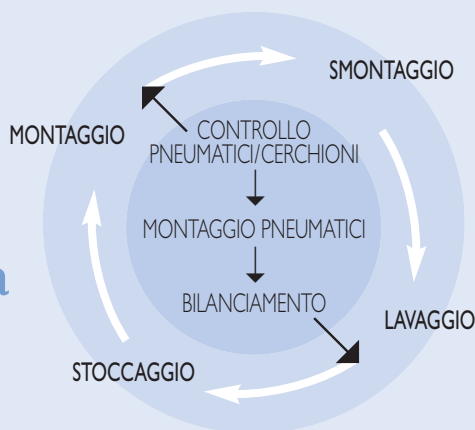 SMONTAGGIO
MONTAGGIO
CONTROLLO
PNEUMATICI/CERCHIONI
MONTAGGIO PNEUMATICI
BILANCIAMENTO
LAVAGGIO
STOCCAGGIO